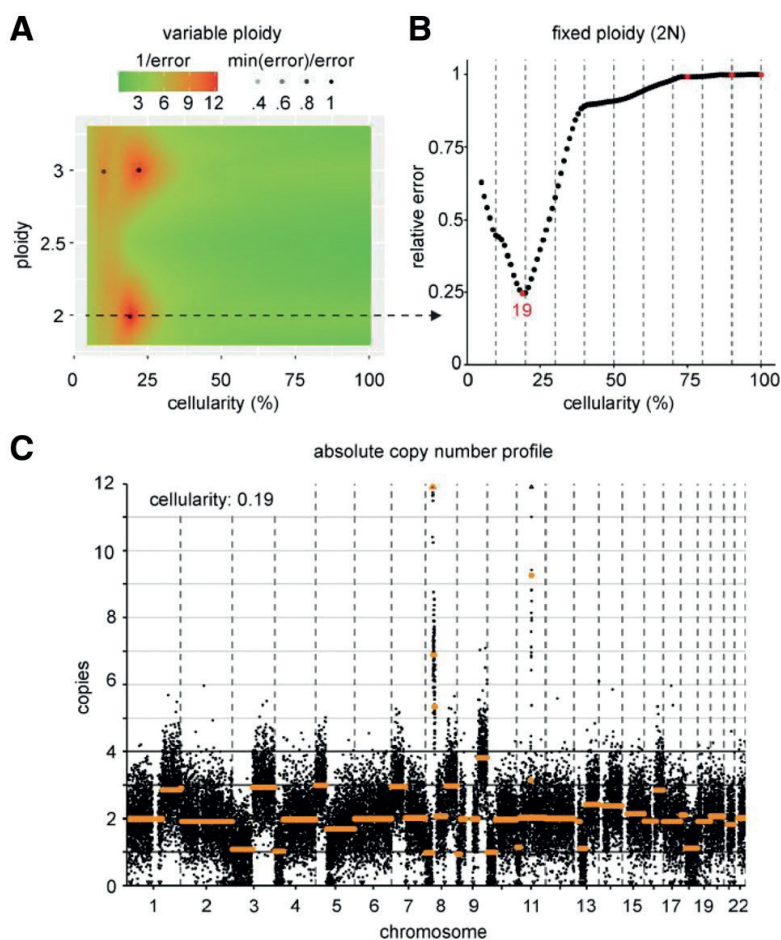 A
variable ploidy
1/error
min(error)/error
3 6 9 12
.4 .6 .8 1
3
2.5
2
ploidy
0 25 50 75 100
cellularity (%)
B
fixed ploidy (2N)
1
0.75
0.5
0.25
0
relative error
19
0 25 50 75 100
cellularity (%)
C
absolute copy number profile
cellularity: 0.19
12
10
8
6
4
2
0
copies
1 2 3 4 5 6 7 8 9 11 13 15 17 19 22
chromosome